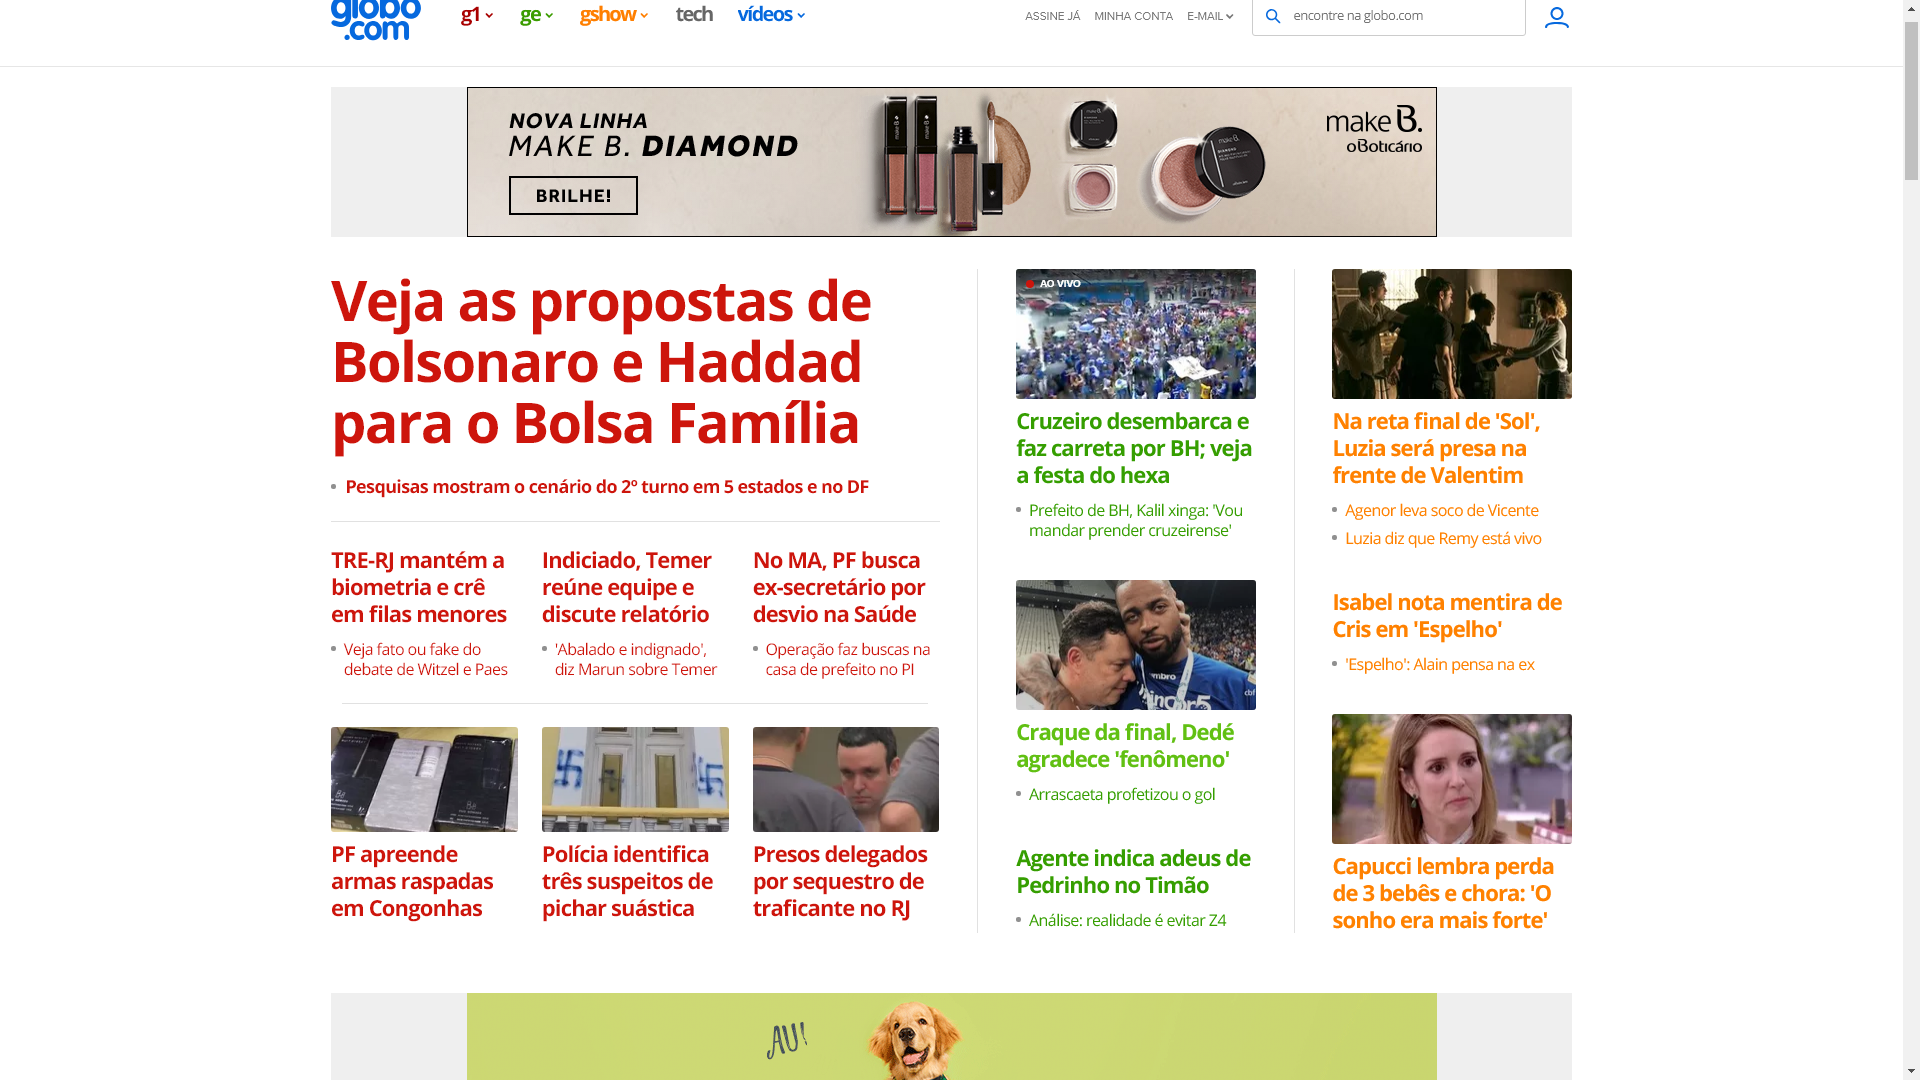 globo
.com
g1
ge
gshow
tech
vídeos
ASSINE JÁ
MINHA CONTA
E-MAIL
encontre na globo.com
NOVA LINHA
MAKE B. DIAMOND
BRILHE!
make B.
oBoticário
Veja as propostas de
Bolsonaro e Haddad
para o Bolsa Família
Pesquisas mostram o cenário do 2º turno em 5 estados e no DF
TRE-RJ mantém a
biometria e crê
em filas menores
Veja fato ou fake do
debate de Witzel e Paes
Indiciado, Temer
reúne equipe e
discute relatório
'Abalado e indignado',
diz Marun sobre Temer
No MA, PF busca
ex-secretário por
desvio na Saúde
Operação faz buscas na
casa de prefeito no PI
PF apreende
armas raspadas
em Congonhas
Polícia identifica
três suspeitos de
pichar suástica
Presos delegados
por sequestro de
traficante no RJ
AO VIVO
Cruzeiro desembarca e
faz carreta por BH; veja
a festa do hexa
Prefeito de BH, Kalil xinga: 'Vou
mandar prender cruzeirense'
Craque da final, Dedé
agradece 'fenômeno'
Arrascaeta profetizou o gol
Agente indica adeus de
Pedrinho no Timão
Análise: realidade é evitar Z4
Na reta final de 'Sol',
Luzia será presa na
frente de Valentim
Agenor leva soco de Vicente
Luzia diz que Remy está vivo
Isabel nota mentira de
Cris em 'Espelho'
'Espelho': Alain pensa na ex
Capucci lembra perda
de 3 bebês e chora: 'O
sonho era mais forte'
AU!